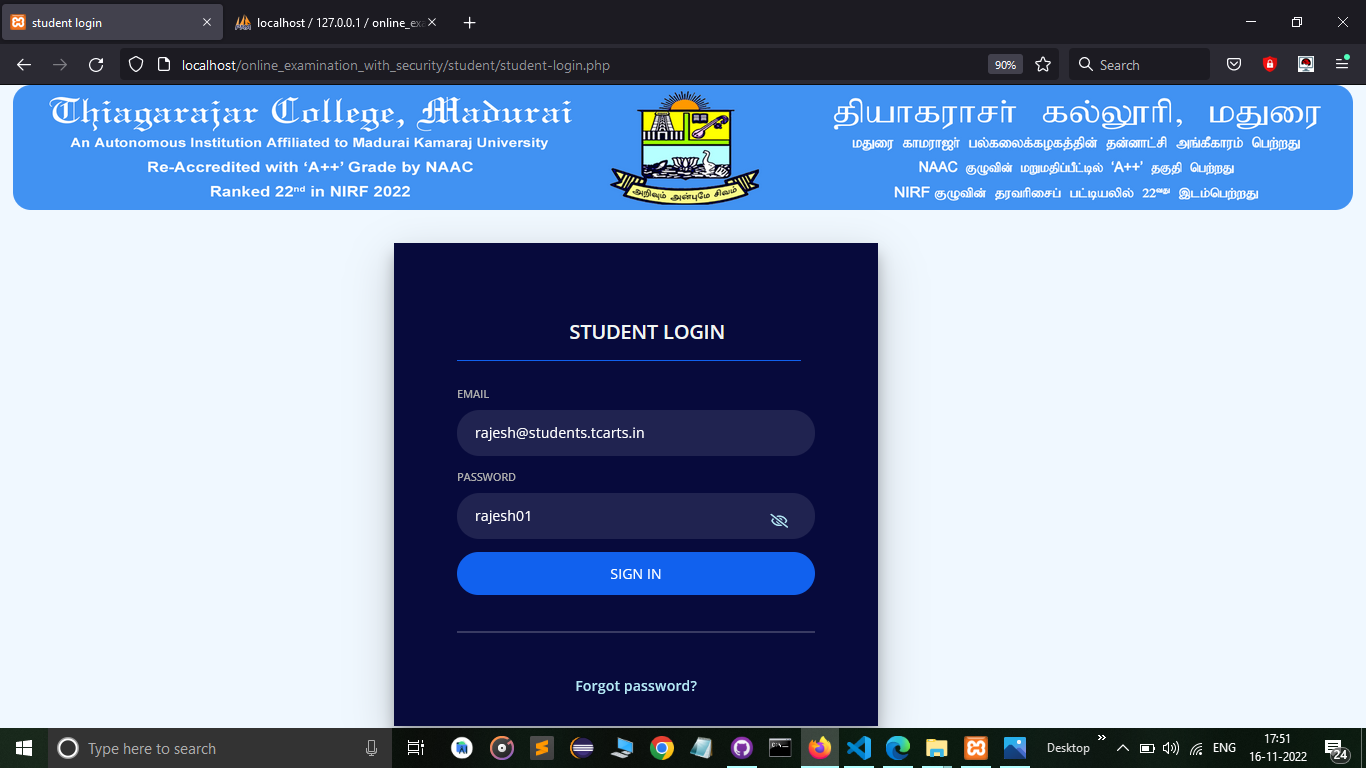 student login
localhost / 127.0.0.1 / online_exa
localhost/online_examination_with_security/student/student-login.php
90%
Search
Thiagarajar College, Madurai
An Autonomous Institution Affiliated to Madurai Kamaraj University
Re-Accredited with ‘A++’ Grade by NAAC
Ranked 22nd in NIRF 2022
அறிவும் அன்புமே சிவம்
தியாகராசர் கல்லூரி, மதுரை
மதுரை காமராஜர் பல்கலைக்கழகத்தின் தன்னாட்சி அங்கீகாரம் பெற்றது
NAAC குழுவின் மறுமதிப்பீட்டில் ‘A++’ தகுதி பெற்றது
NIRF குழுவின் தரவரிசைப் பட்டியலில் 22வது இடம்பெற்றது
STUDENT LOGIN
EMAIL
rajesh@students.tcarts.in
PASSWORD
rajesh01
SIGN IN
Forgot password?
Type here to search
Desktop
ENG
17:51
16-11-2022
24